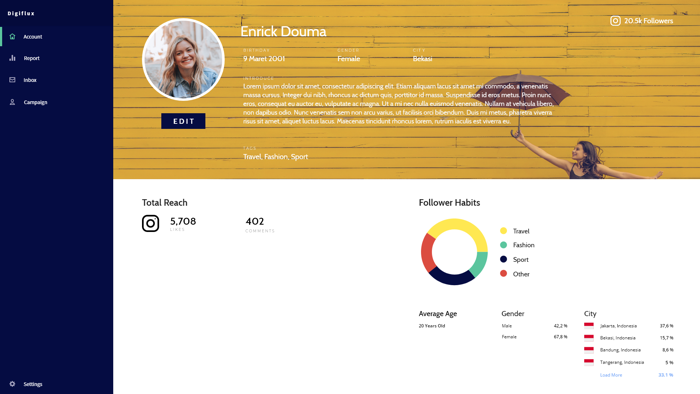 Digiflux
Account
Report
Inbox
Campaign
Settings
20.5k Followers
Enrick Douma
BIRTHDAY
GENDER
CITY
9 Maret 2001
Female
Bekasi
INTRODUCE
Lorem ipsum dolor sit amet, consectetur adipiscing elit. Etiam aliquam lacus sit amet mi commodo, a venenatis
massa cursus. Integer dui nibh, rhoncus ac dictum quis, porttitor id massa. Suspendisse id eros metus. Proin nunc
eros, consequat eu auctor eu, vulputate ac magna. Ut a mi nec nulla euismod venenatis. Nullam at vehicula libero,
non dapibus odio. Nunc venenatis sem non arcu varius, ut facilisis orci bibendum. Duis mi metus, pharetra viverra
risus sit amet, aliquet luctus lacus. Maecenas tincidunt rhoncus lorem, rutrum iaculis est viverra eu.
EDIT
Travel, Fashion, Sport
Total Reach
5,708
LIKES
402
COMMENTS
Follower Habits
Travel
Fashion
Sport
Other
Average Age
20 Years Old
Gender
Male 42,2 %
Female 67,8 %
City
Jakarta, Indonesia 37,6 %
Bekasi, Indonesia 15,7 %
Bandung, Indonesia 8,6 %
Tangerang, Indonesia 5 %
Load More 33,1 %